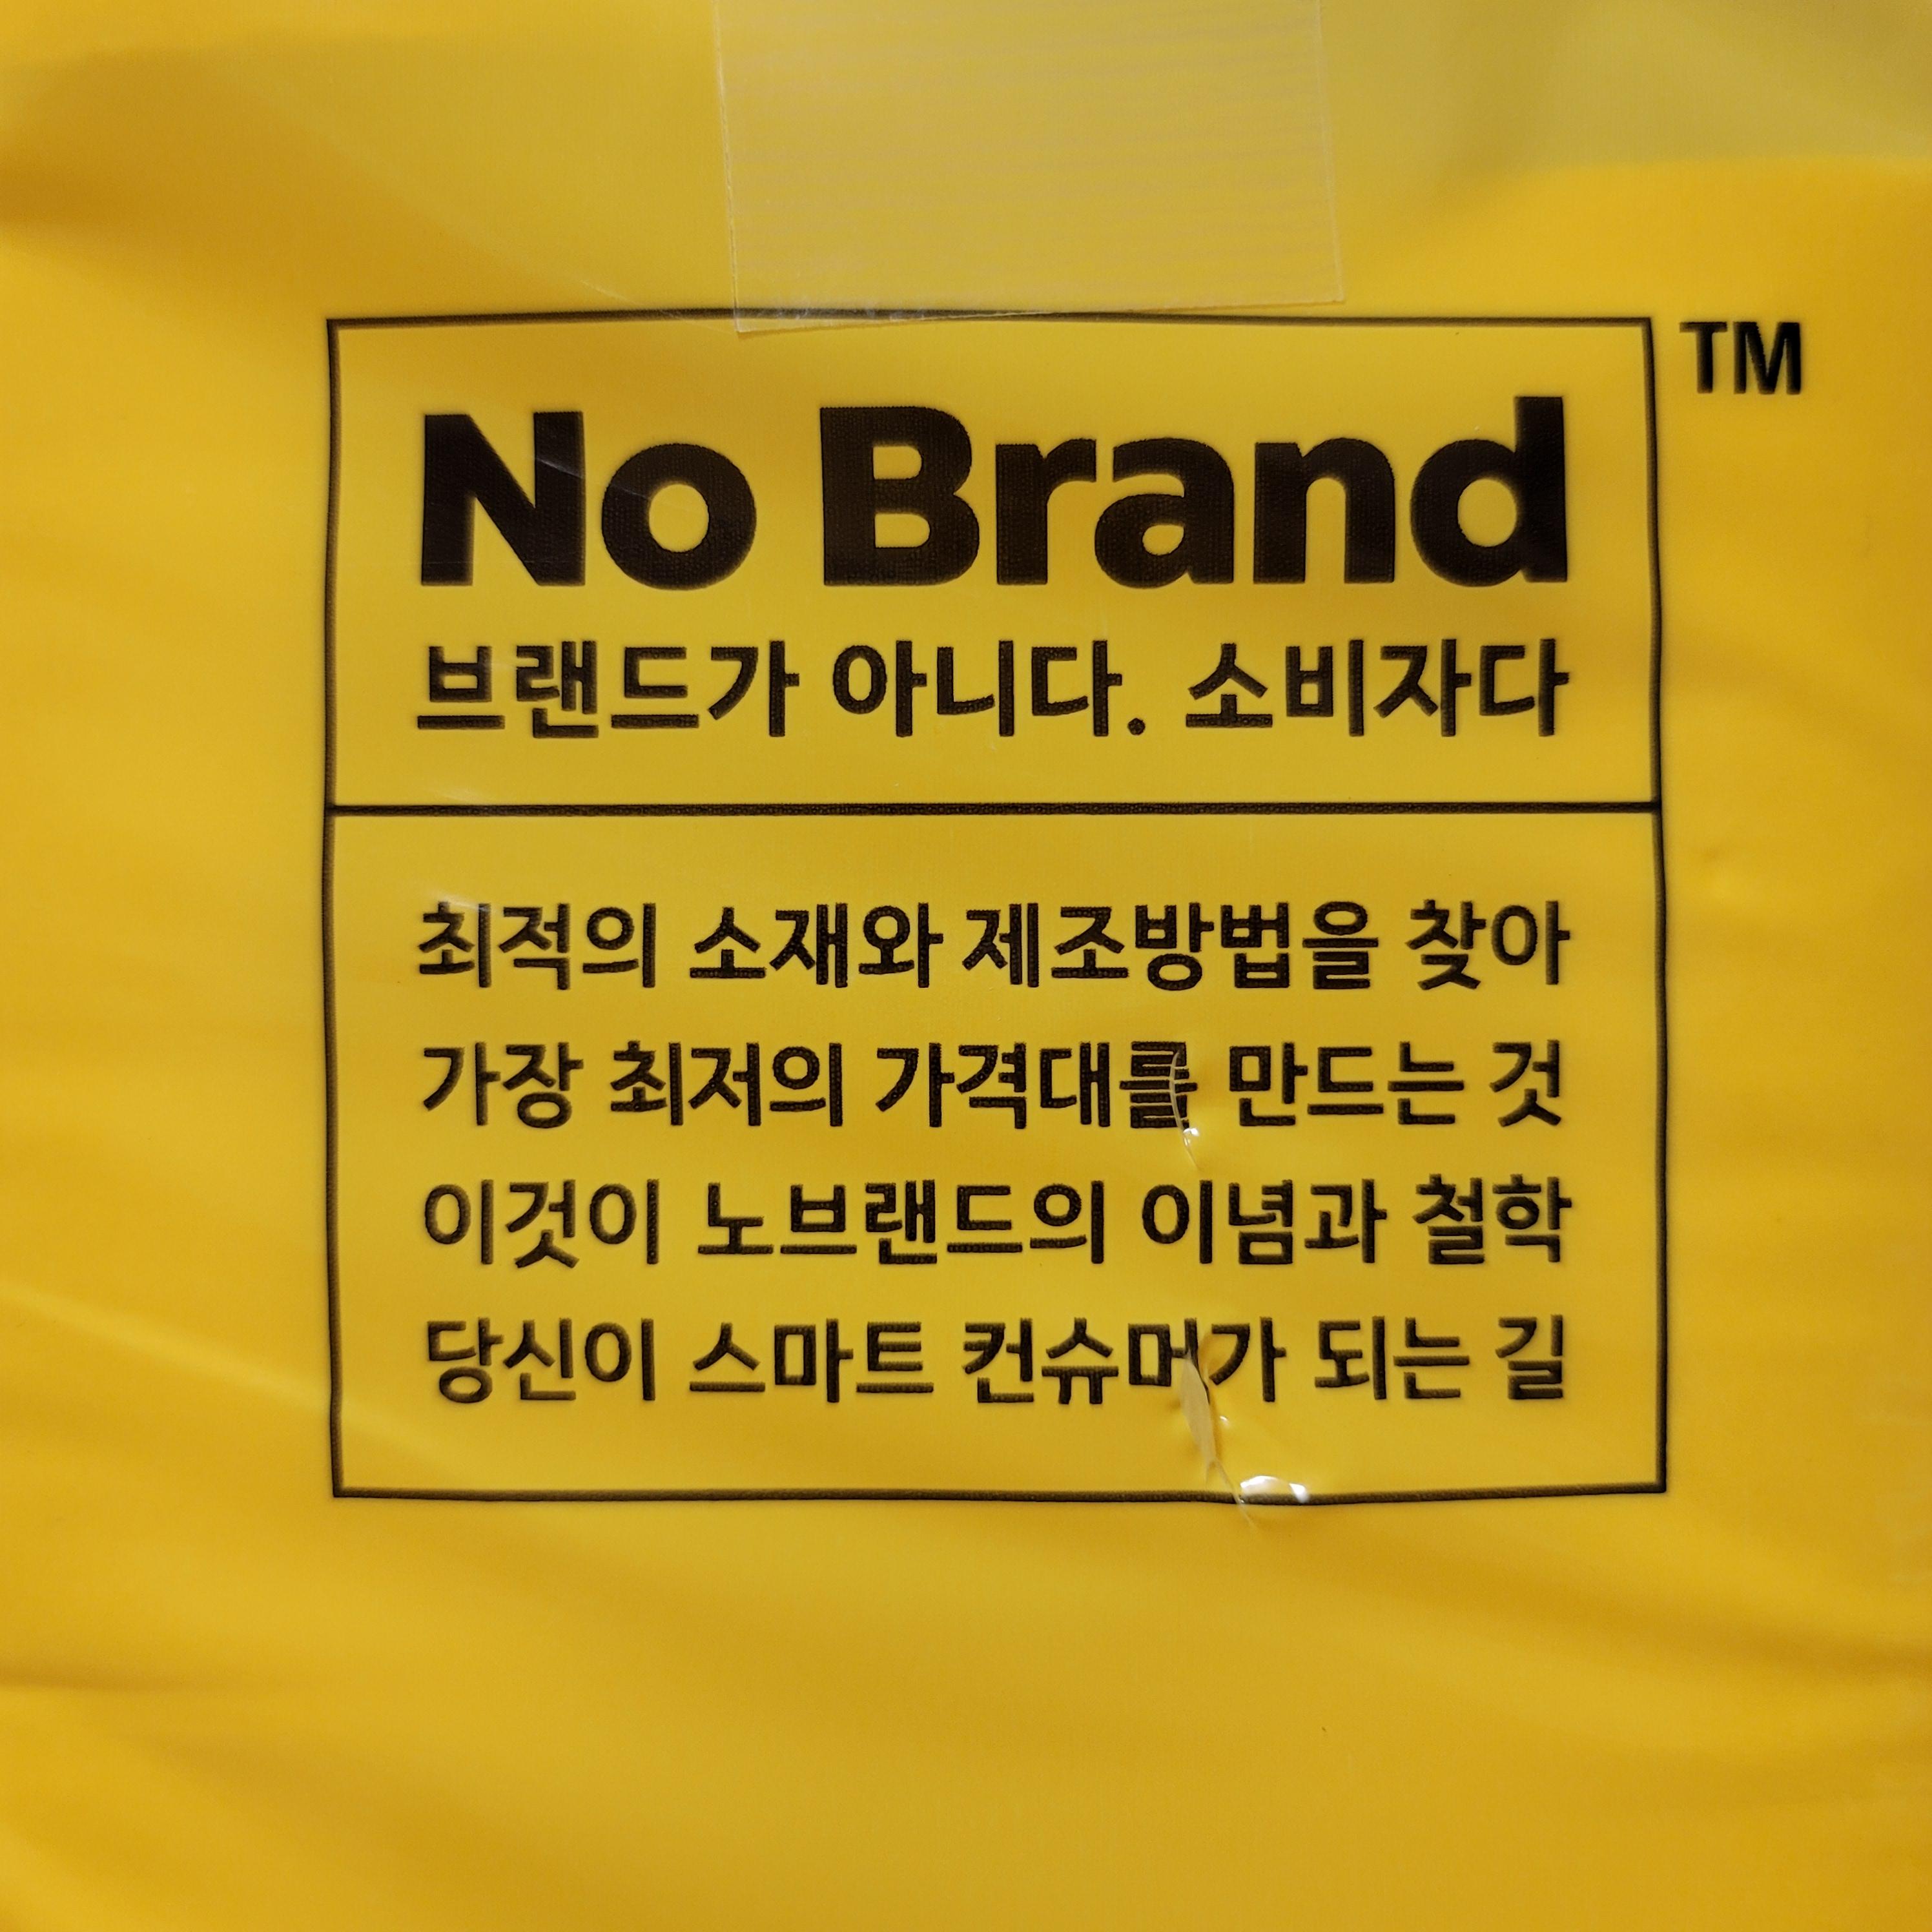 No Brand
TM
브랜드가 아니다. 소비자다
최적의 소재와 제조방법을 찾아
가장 최저의 가격대를 만드는 것
이것이 노브랜드의 이념과 철학
당신이 스마트 컨슈머가 되는 길